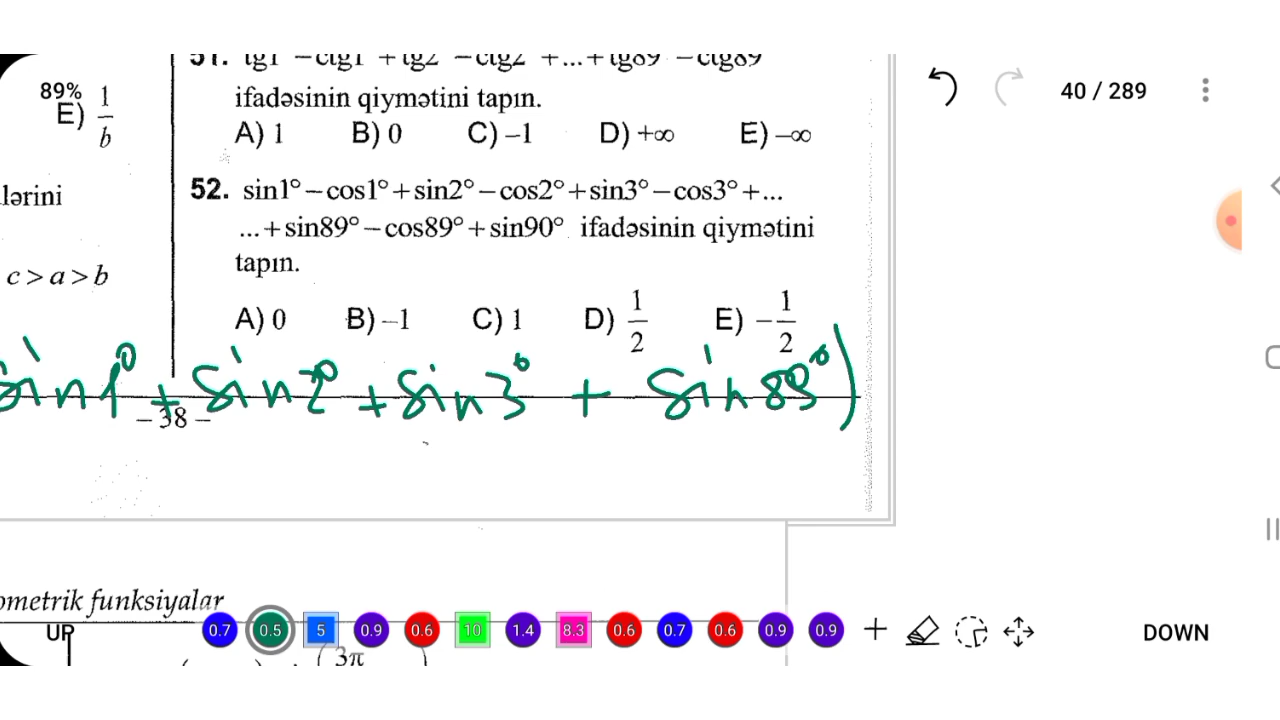 51. tg1° − ctg1° + tg2° − ctg2° + ... + tg89° − ctg89°
ifadəsinin qiymətini tapın.
A) 1 B) 0 C) −1 D) +∞ E) −∞
89%
E) 1/b
lərini
c > a > b
52. sin1° − cos1° + sin2° − cos2° + sin3° − cos3° + ...
... + sin89° − cos89° + sin90° ifadəsinin qiymətini
tapın.
A) 0 B) −1 C) 1 D) 1/2 E) −1/2
sin1° + sin2° + sin3° + sin89°)
– 38 –
ometrik funksiyalar
3π
40 / 289
UP 0.7 0.5 5 0.9 0.6 10 1.4 8.3 0.6 0.7 0.6 0.9 0.9 + DOWN